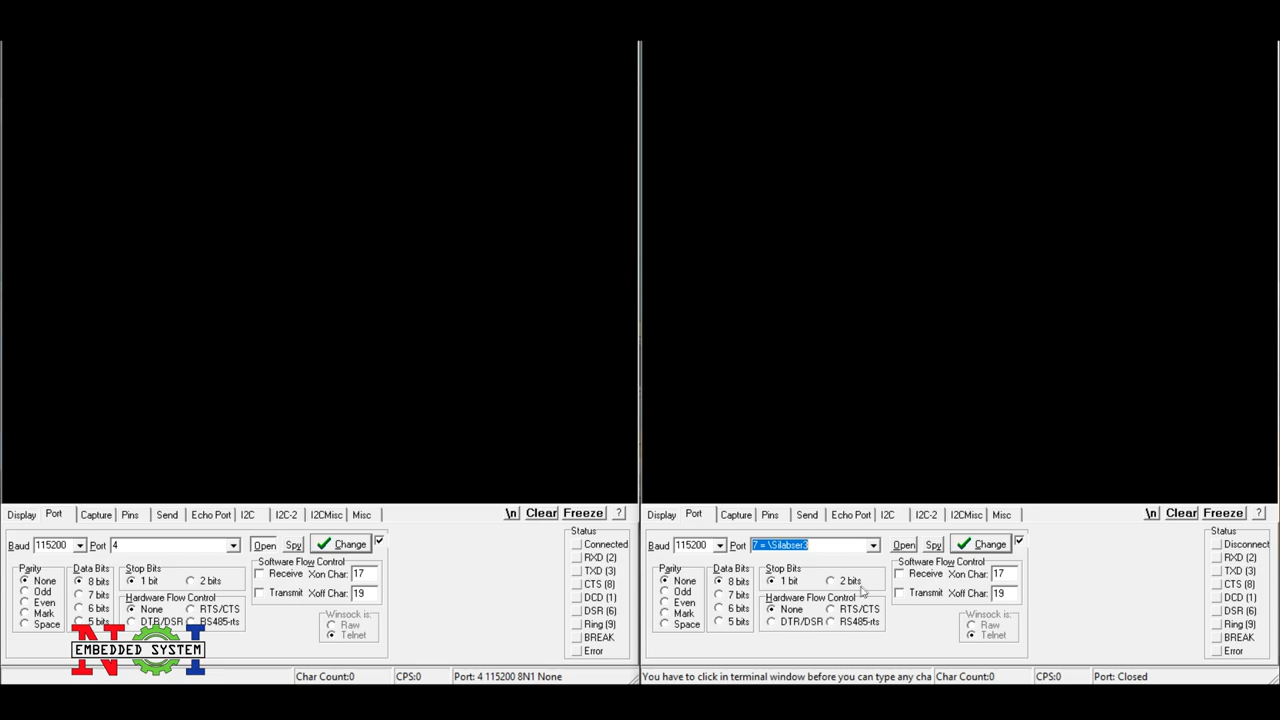 Display Port Capture Pins Send Echo Port I2C I2C-2 I2CMisc Misc \n Clear Freeze ?
Baud 115200 Port 4 Open Spy Change
Parity
None
Odd
Even
Mark
Space
Data Bits
8 bits
7 bits
6 bits
5 bits
Stop Bits
1 bit 2 bits
Hardware Flow Control
None RTS/CTS
DTR/DSR RS485-rts
Software Flow Control
Receive Xon Char: 17
Transmit Xoff Char: 19
Winsock is:
Raw
Telnet
Status
Connected
RXD (2)
TXD (3)
CTS (8)
DCD (1)
DSR (6)
Ring (9)
BREAK
Error
Char Count:0 CPS:0 Port: 4 115200 8N1 None
N I
EMBEDDED SYSTEM
Display Port Capture Pins Send Echo Port I2C I2C-2 I2CMisc Misc \n Clear Freeze ?
Baud 115200 Port 7 = \Silabser3 Open Spy Change
Parity
None
Odd
Even
Mark
Space
Data Bits
8 bits
7 bits
6 bits
5 bits
Stop Bits
1 bit 2 bits
Hardware Flow Control
None RTS/CTS
DTR/DSR RS485-rts
Software Flow Control
Receive Xon Char: 17
Transmit Xoff Char: 19
Winsock is:
Raw
Telnet
Status
Disconnect
RXD (2)
TXD (3)
CTS (8)
DCD (1)
DSR (6)
Ring (9)
BREAK
Error
You have to click in terminal window before you can type any cha Char Count:0 CPS:0 Port: Closed